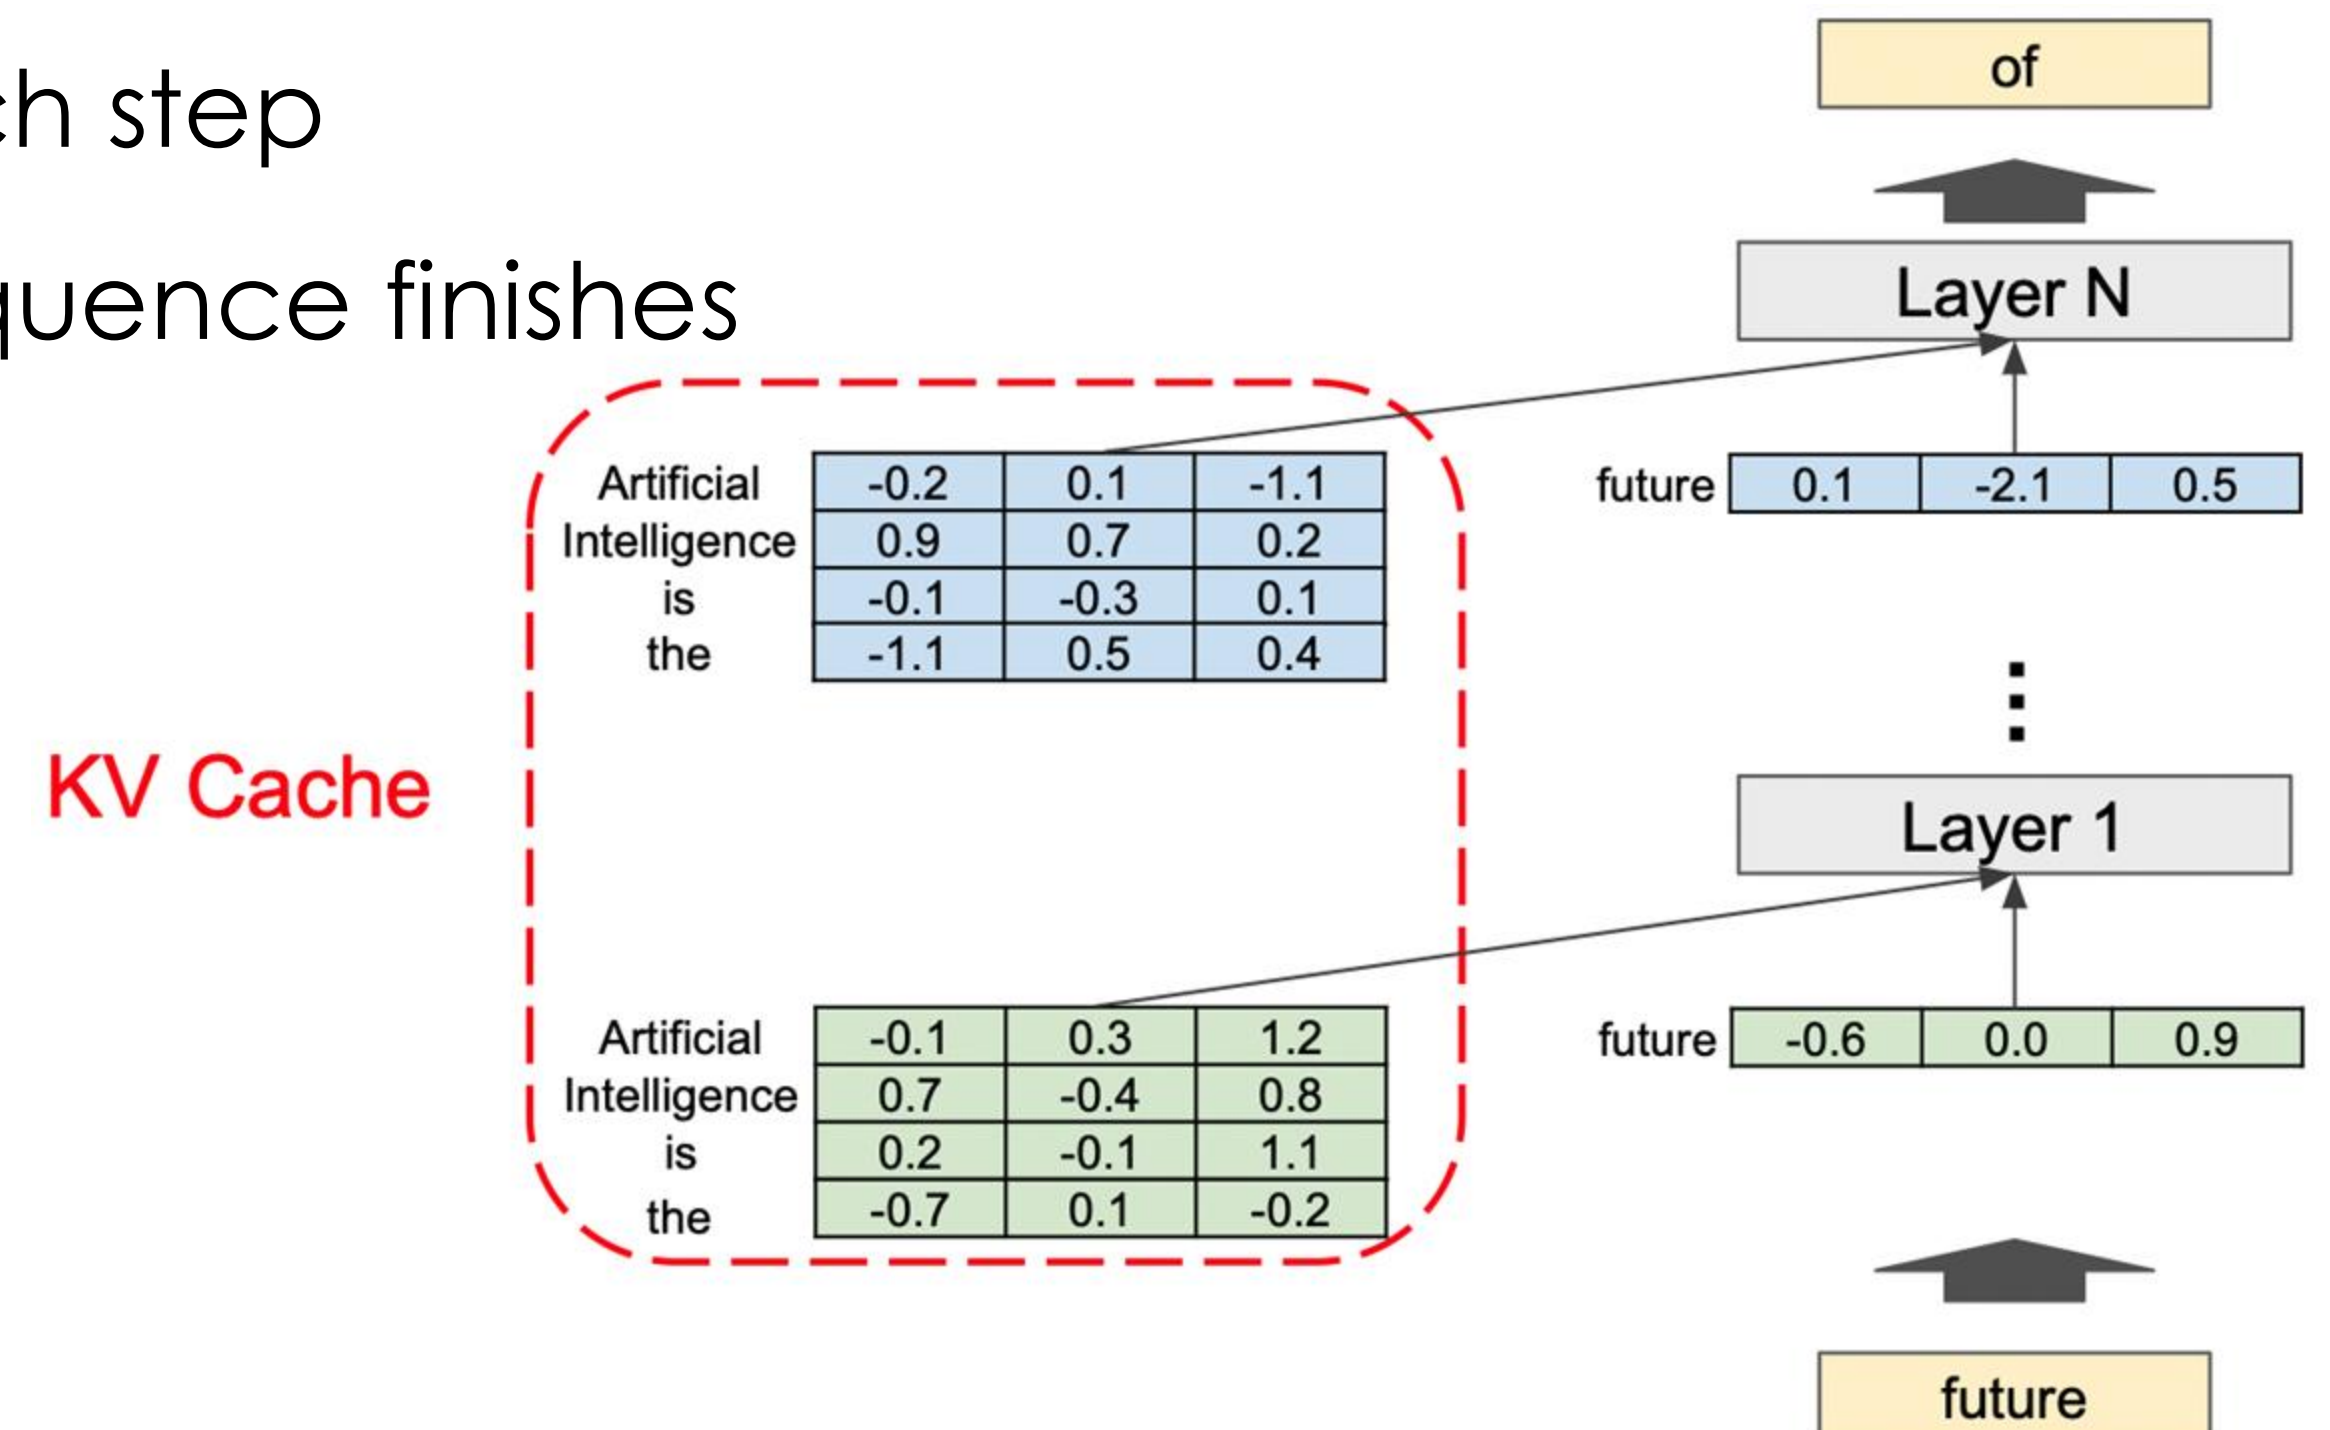 ch step
quence finishes
of
Layer N
Artificial -0.2 0.1 -1.1
Intelligence 0.9 0.7 0.2
is -0.1 -0.3 0.1
the -1.1 0.5 0.4
future 0.1 -2.1 0.5
KV Cache
Layer 1
Artificial -0.1 0.3 1.2
Intelligence 0.7 -0.4 0.8
is 0.2 -0.1 1.1
the -0.7 0.1 -0.2
future -0.6 0.0 0.9
future